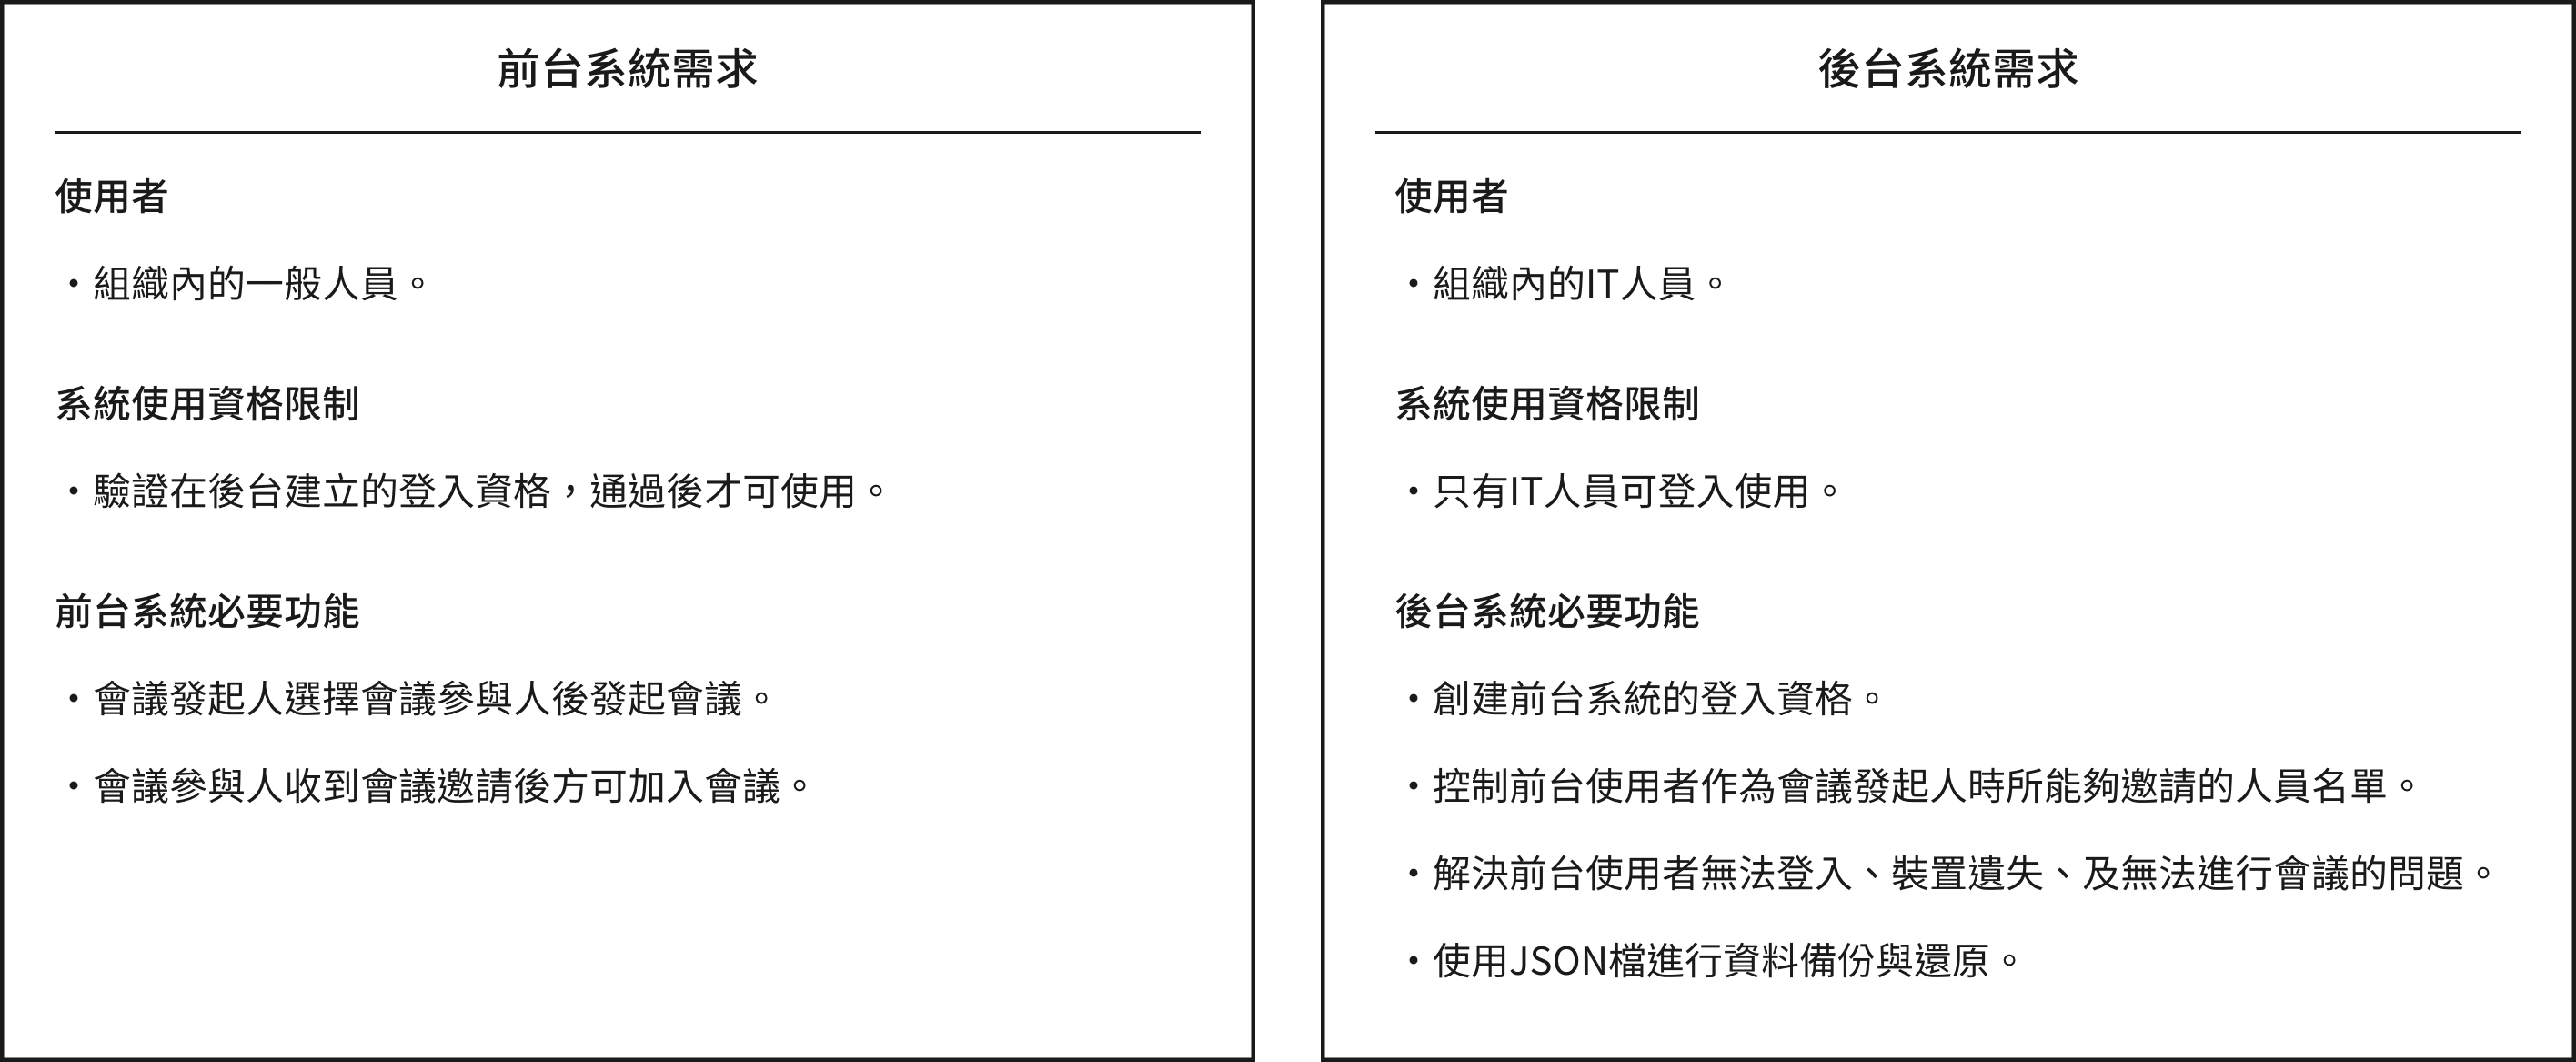 前台系統需求
使用者
・組織內的一般人員。
系統使用資格限制
・驗證在後台建立的登入資格，通過後才可使用。
前台系統必要功能
・會議發起人選擇會議參與人後發起會議。
・會議參與人收到會議邀請後方可加入會議。
後台系統需求
使用者
・組織內的IT人員。
系統使用資格限制
・只有IT人員可登入使用。
後台系統必要功能
・創建前台系統的登入資格。
・控制前台使用者作為會議發起人時所能夠邀請的人員名單。
・解決前台使用者無法登入、裝置遺失、及無法進行會議的問題。
・使用JSON檔進行資料備份與還原。